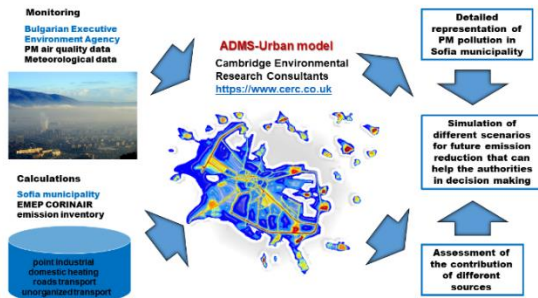 Monitoring
Bulgarian Executive
Environment Agency
PM air quality data
Meteorological data
Calculations
Sofia municipality
EMEP CORINAIR
emission inventory
point industrial
domestic heating
roads transport
unorganized transport
ADMS-Urban model
Cambridge Environmental
Research Consultants
https://www.cerc.co.uk
Detailed
representation of
PM pollution in
Sofia municipality
Simulation of
different scenarios
for future emission
reduction that can
help the authorities
in decision making
Assessment of
the contribution
of different
sources